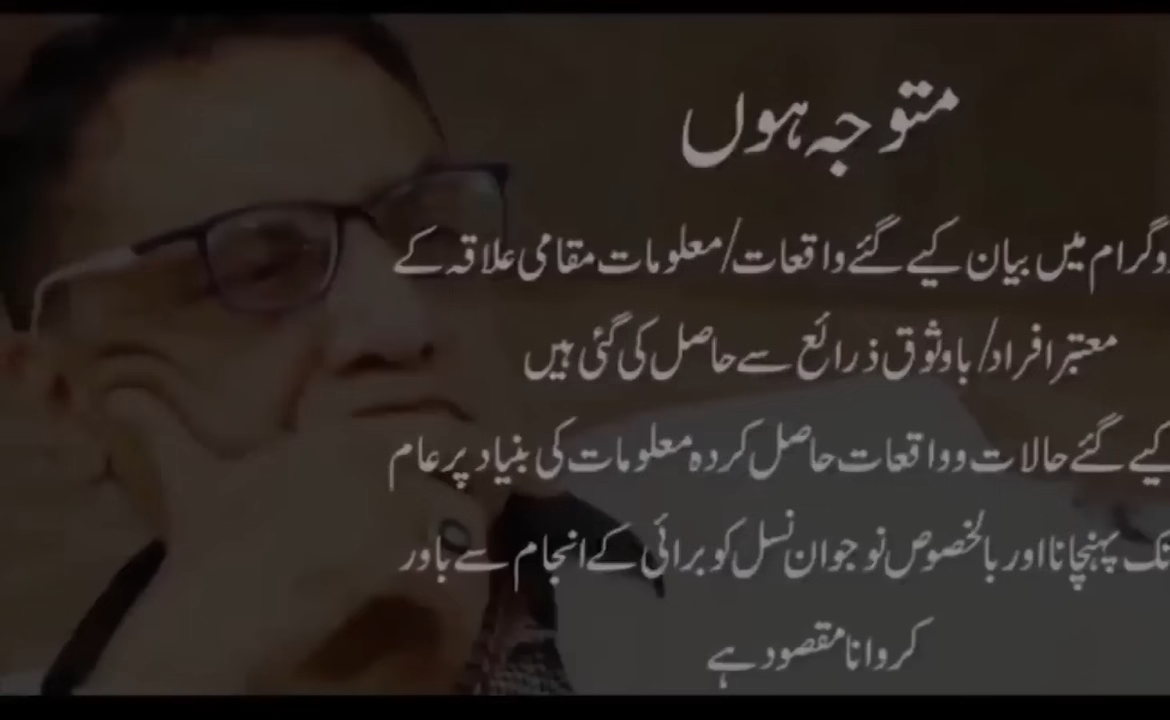 متوجہ ہوں
وگرام میں بیان کیے گئے واقعات/معلومات مقامی علاقہ کے
معتبر افراد/باوثوق ذرائع سے حاصل کی گئی ہیں
کیے گئے حالات و واقعات حاصل کردہ معلومات کی بنیاد پر عام
تک پہنچانا اور بالخصوص نوجوان نسل کو برائی کے انجام سے باور
کروانا مقصود ہے